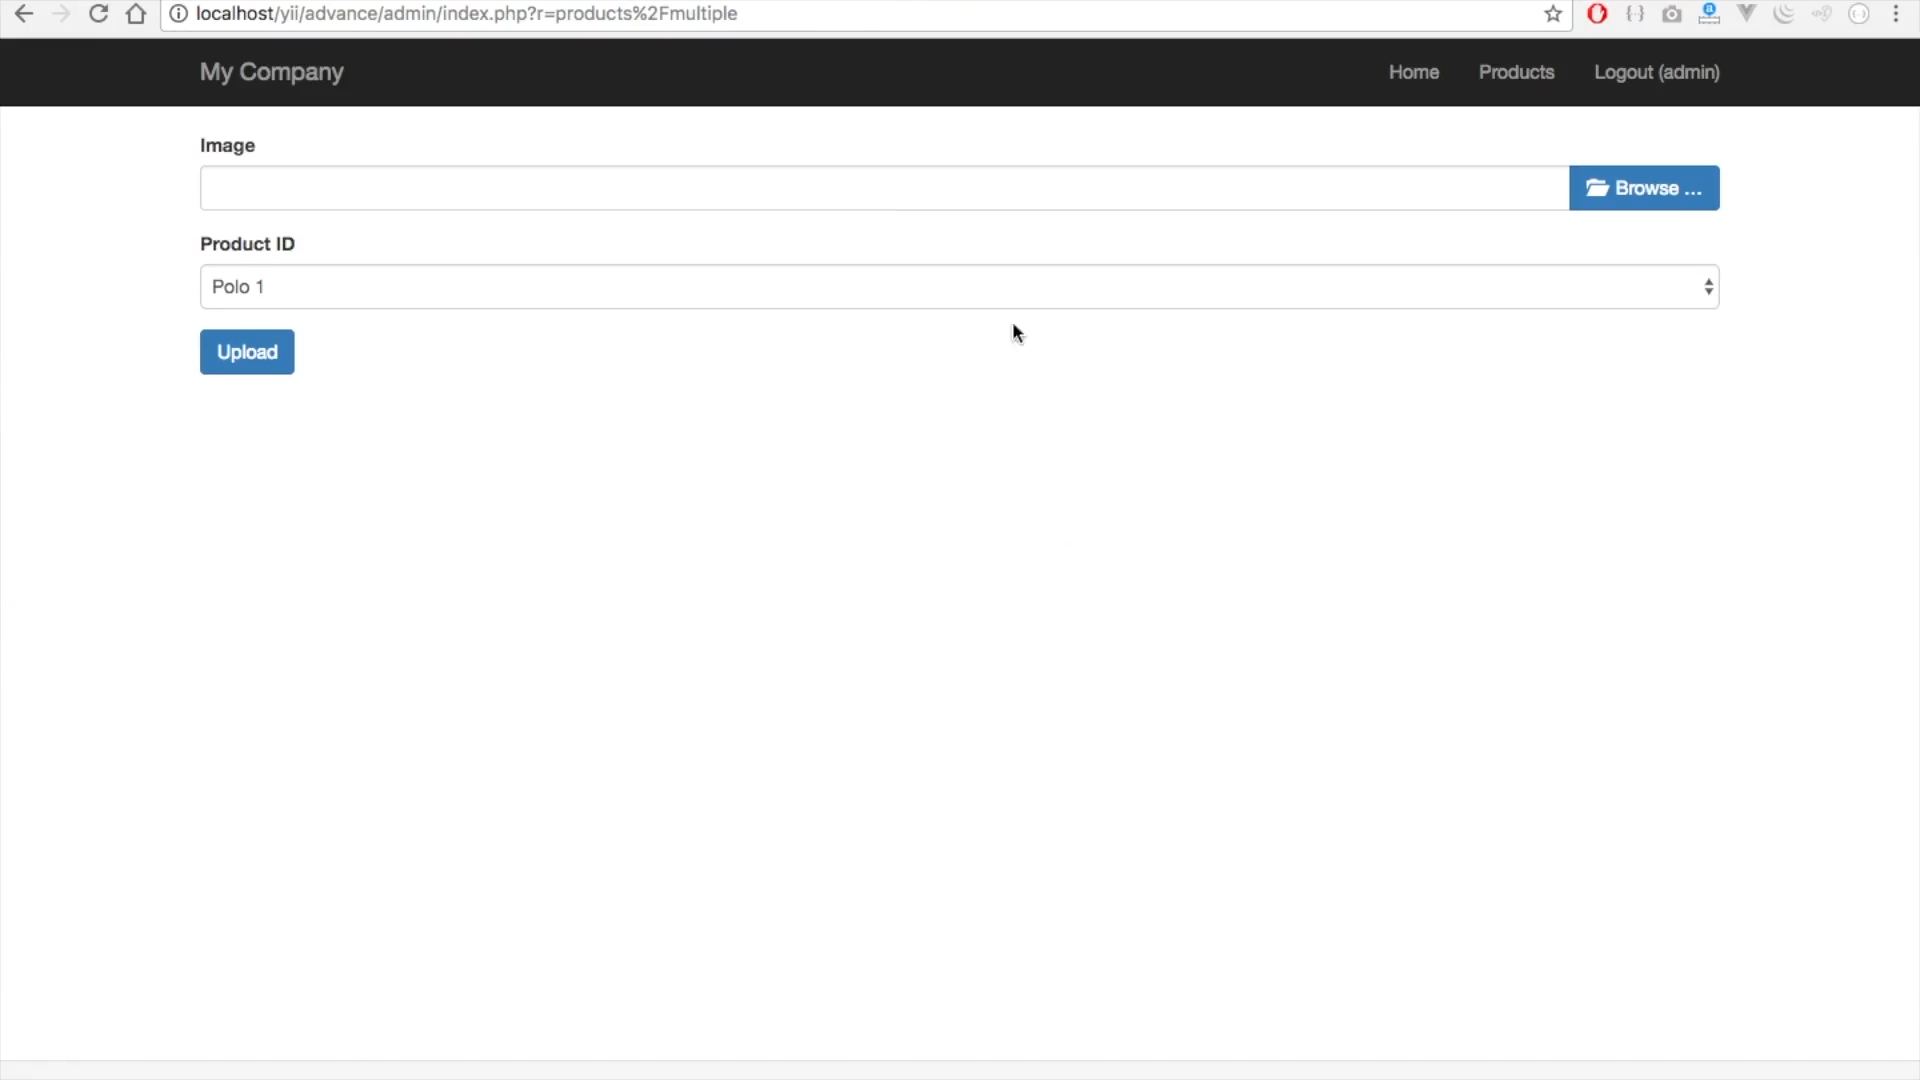 localhost/yii/advance/admin/index.php?r=products%2Fmultiple
My Company
Home
Products
Logout (admin)
Image
Browse ...
Product ID
Polo 1
Upload